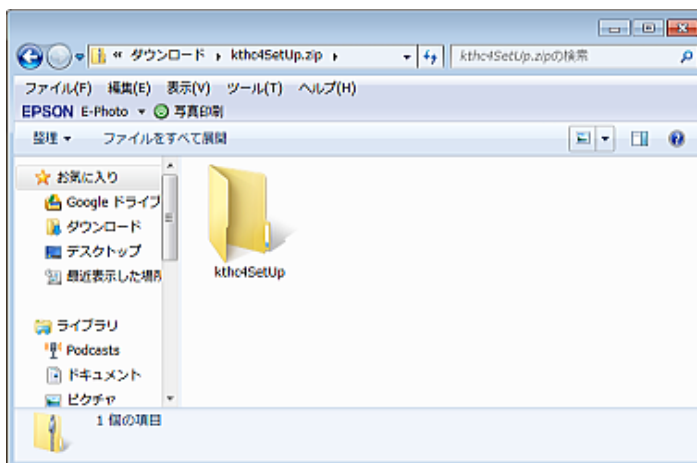 « ダウンロード ▸ kthc4SetUp.zip ▸
kthc4SetUp.zipの検索
ファイル(F) 編集(E) 表示(V) ツール(T) ヘルプ(H)
EPSON E-Photo 写真印刷
整理 ファイルをすべて展開
お気に入り
Google ドライブ
ダウンロード
デスクトップ
最近表示した場所
ライブラリ
Podcasts
ドキュメント
ピクチャ
kthc4SetUp
1 個の項目